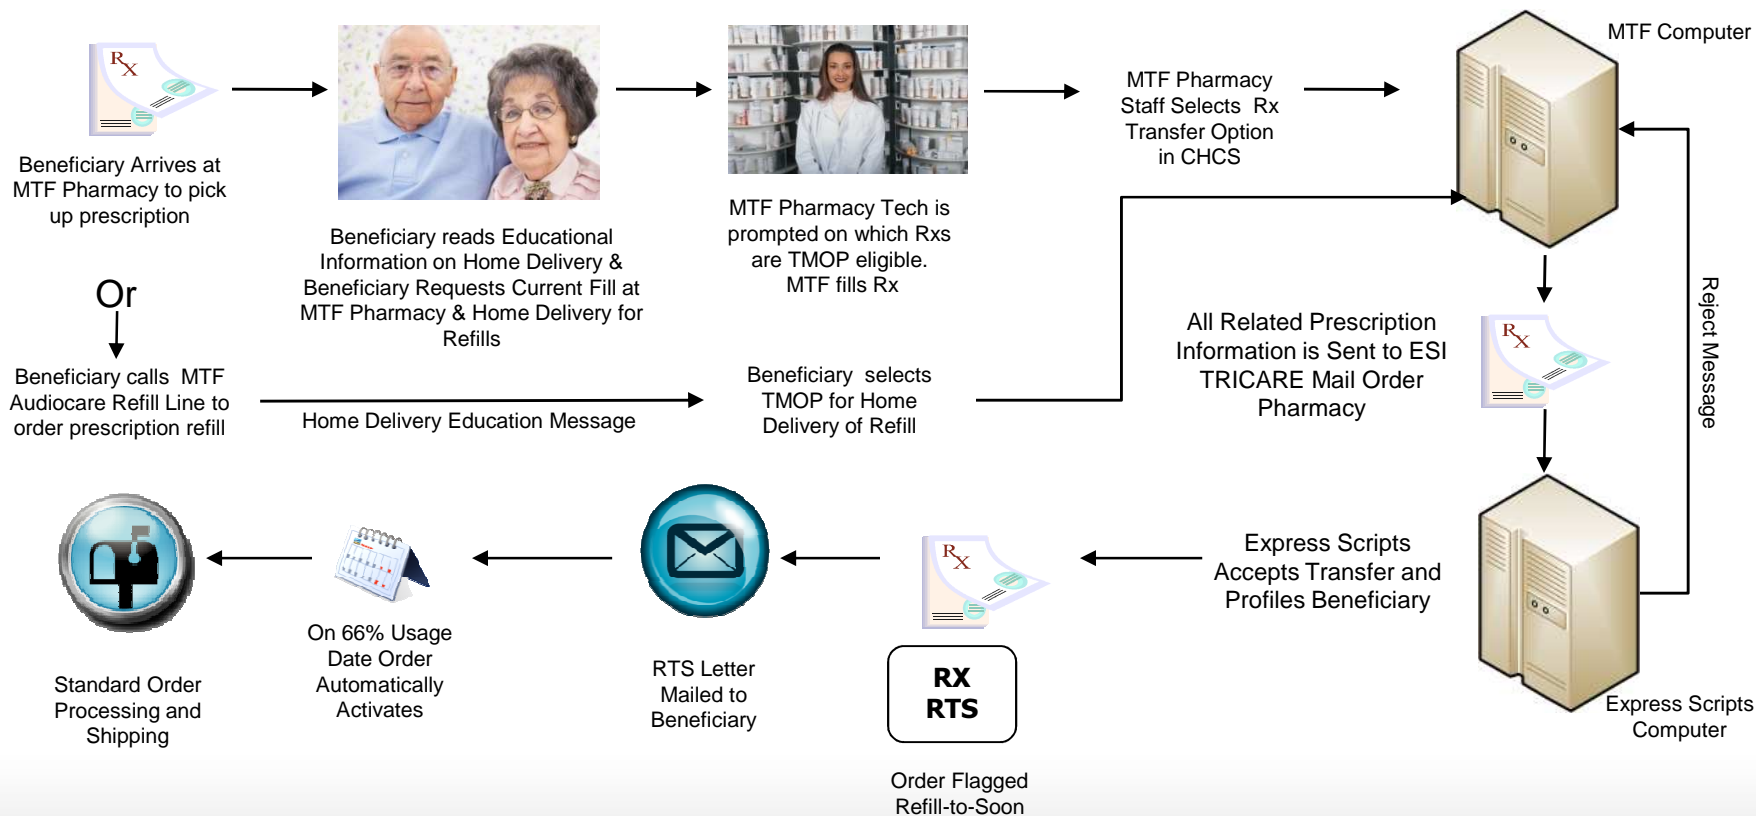 MTF Computer
R
X
Beneficiary Arrives at
MTF Pharmacy to pick
up prescription
Beneficiary reads Educational
Information on Home Delivery &
Beneficiary Requests Current Fill at
MTF Pharmacy & Home Delivery for
Refills
MTF Pharmacy Tech is
prompted on which Rxs
are TMOP eligible.
MTF fills Rx
MTF Pharmacy
Staff Selects Rx
Transfer Option
in CHCS
Or
Beneficiary calls MTF
Audiocare Refill Line to
order prescription refill
Home Delivery Education Message
Beneficiary selects
TMOP for Home
Delivery of Refill
All Related Prescription
Information is Sent to ESI
TRICARE Mail Order
Pharmacy
R
X
Reject Message
Express Scripts
Computer
Express Scripts
Accepts Transfer and
Profiles Beneficiary
R
X
RX
RTS
Order Flagged
Refill-to-Soon
RTS Letter
Mailed to
Beneficiary
On 66% Usage
Date Order
Automatically
Activates
Standard Order
Processing and
Shipping